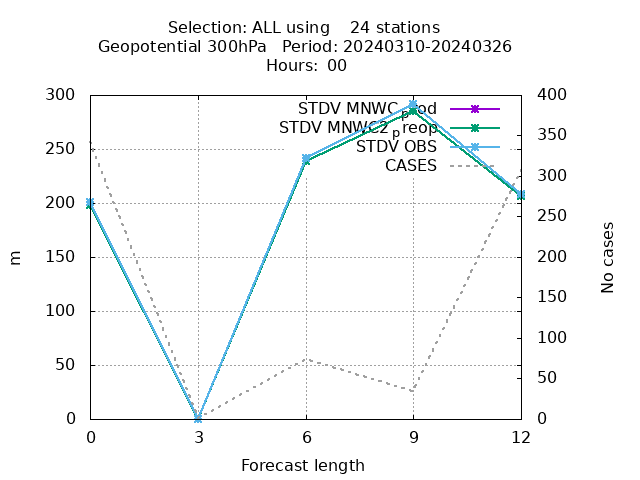 Selection: ALL using 24 stations
Geopotential 300hPa Period: 20240310-20240326
Hours: 00
STDV MNWC_prod
STDV MNWC2_preop
STDV OBS
CASES
300
250
200
150
100
50
0
m
400
350
300
250
200
150
100
50
0
No cases
0 3 6 9 12
Forecast length